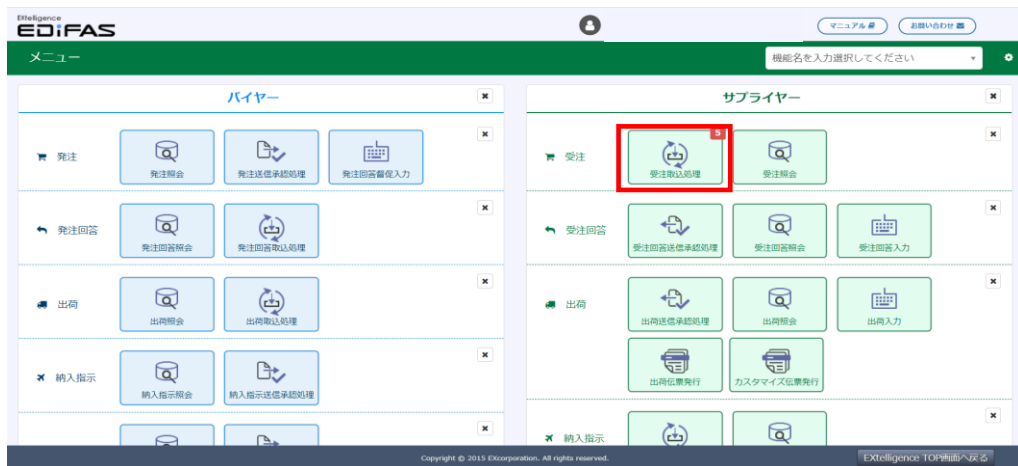 EXtelligence
EDiFAS
マニュアル
お問い合わせ
メニュー
機能名を入力選択してください
バイヤー
発注
発注照会
発注送信承認処理
発注回答督促入力
発注回答
発注回答照会
発注回答取込処理
出荷
出荷照会
出荷取込処理
納入指示
納入指示照会
納入指示送信承認処理
サプライヤー
受注
5
受注取込処理
受注照会
受注回答
受注回答送信承認処理
受注回答照会
受注回答入力
出荷
出荷送信承認処理
出荷照会
出荷入力
出荷伝票発行
カスタマイズ伝票発行
納入指示
Copyright © 2015 EXcorporation. All rights reserved.
EXtelligence TOP画面へ戻る